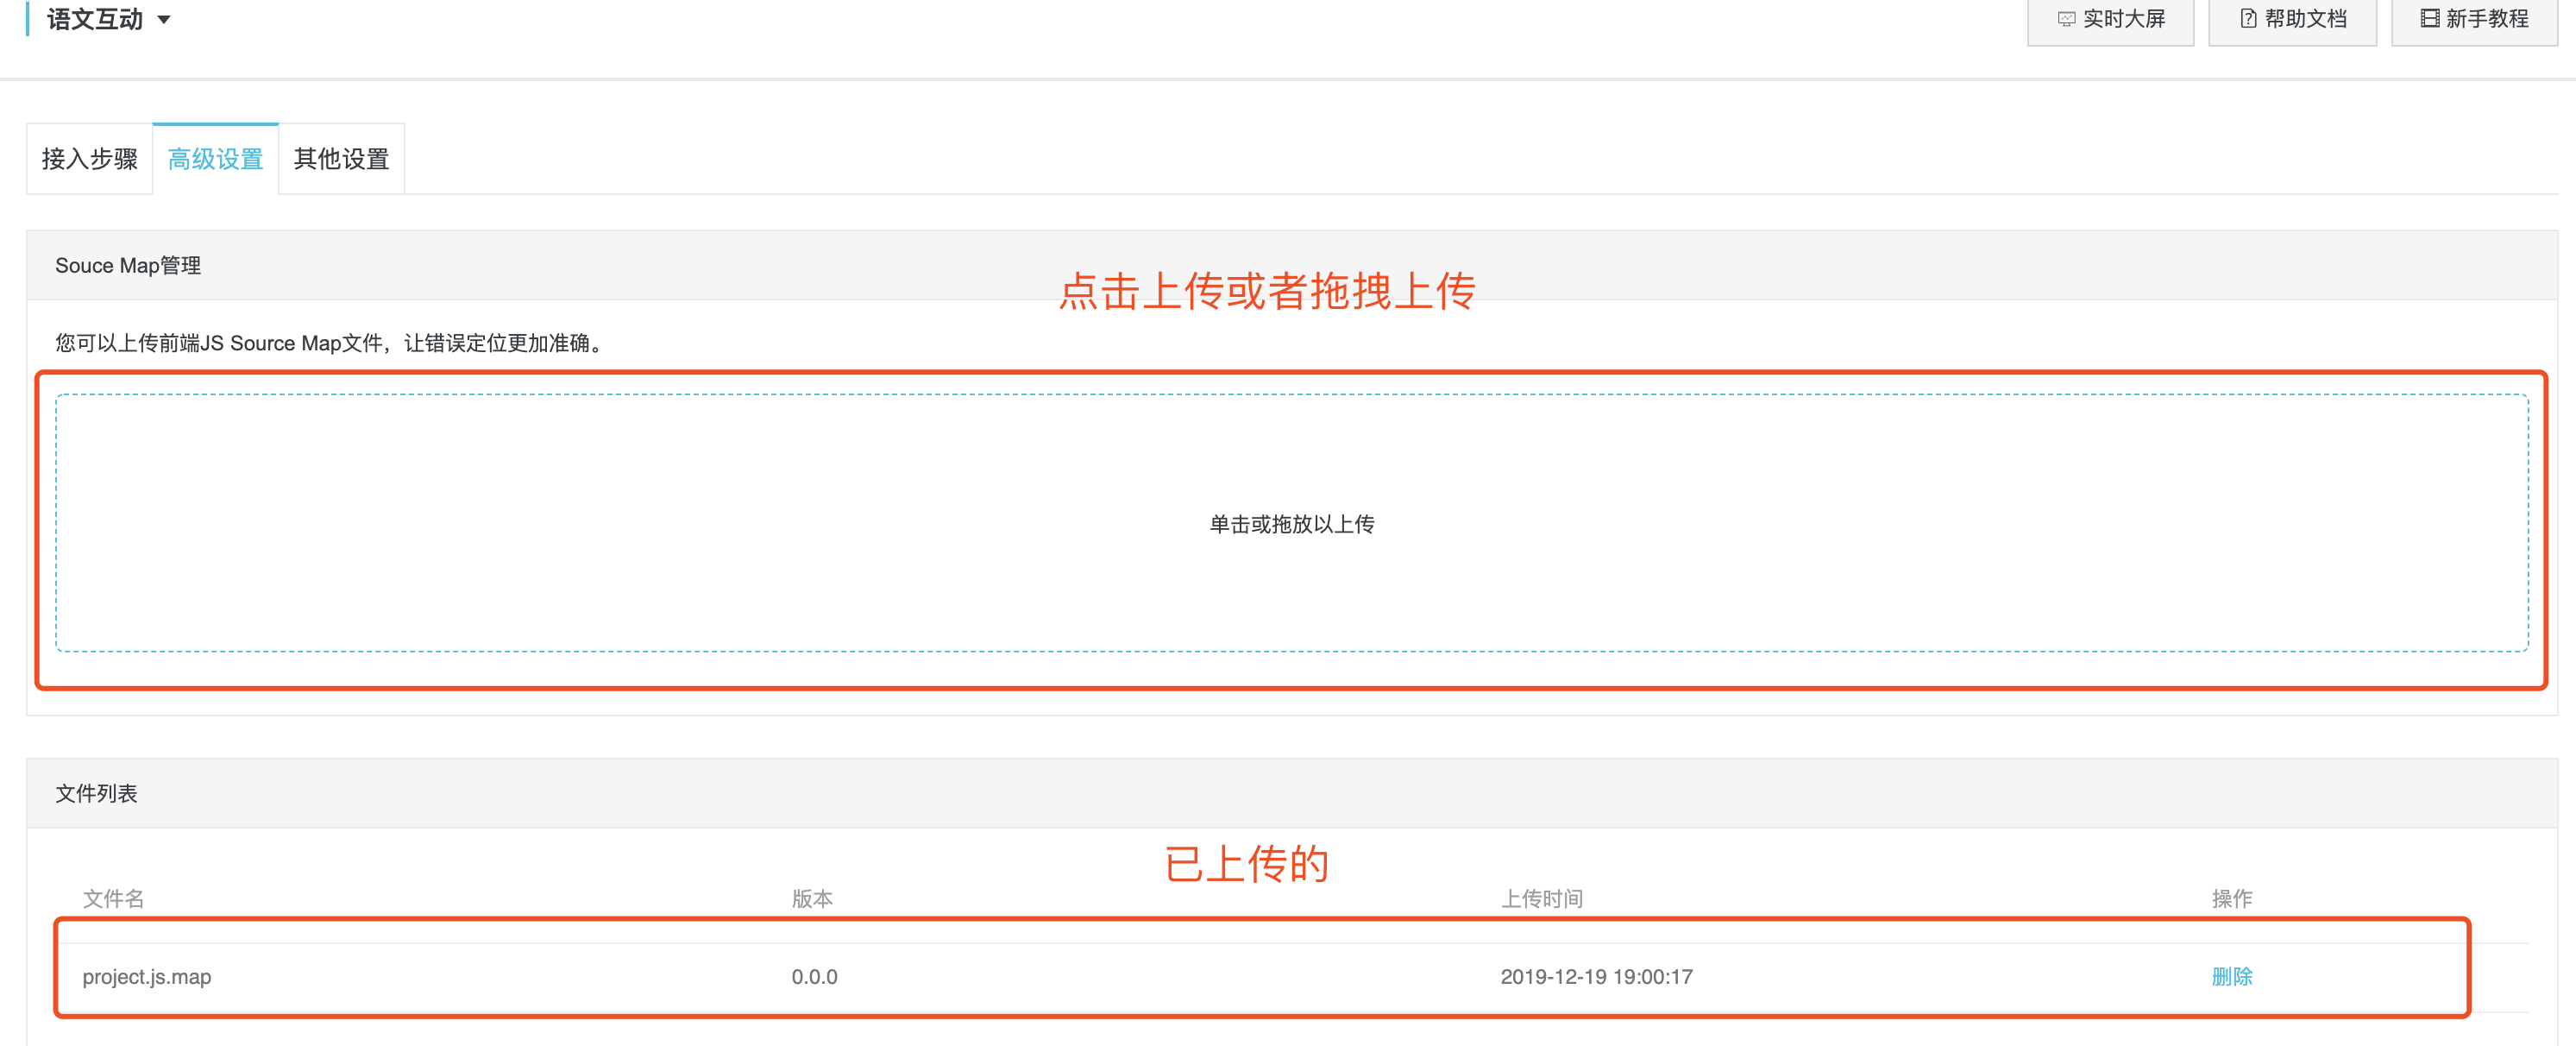 语文互动
实时大屏
帮助文档
新手教程
接入步骤
高级设置
其他设置
Souce Map管理
点击上传或者拖拽上传
您可以上传前端JS Source Map文件，让错误定位更加准确。
单击或拖放以上传
文件列表
已上传的
文件名 版本 上传时间 操作
project.js.map 0.0.0 2019-12-19 19:00:17 删除